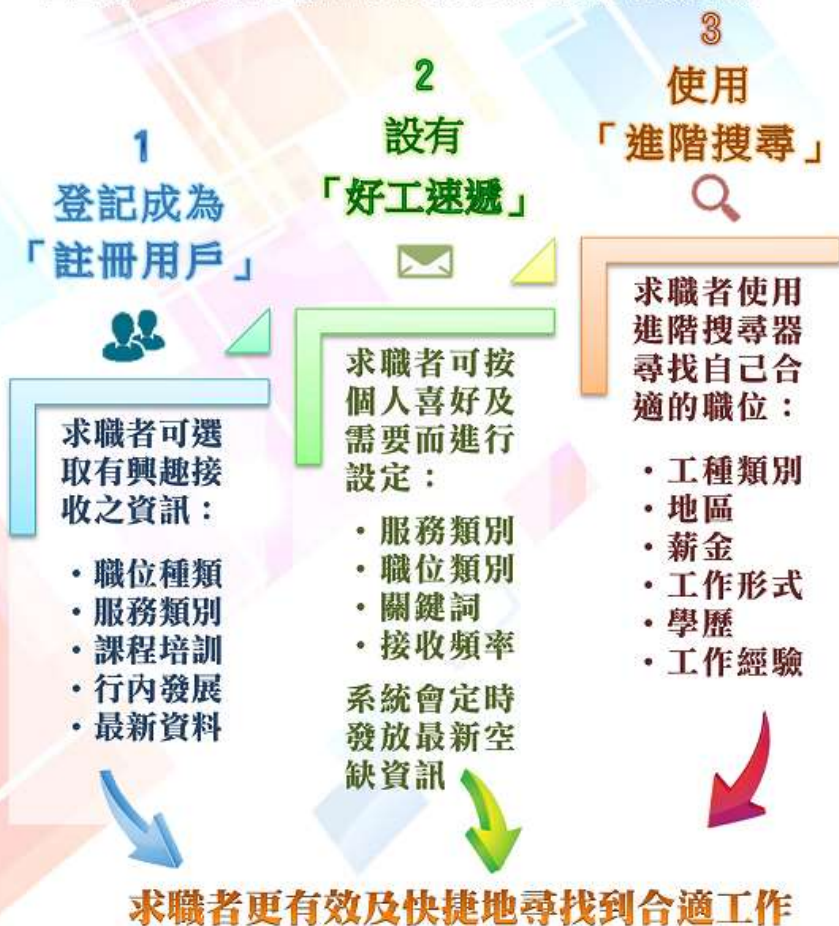 1
登記成為
「註冊用戶」
求職者可選
取有興趣接
收之資訊：
・職位種類
・服務類別
・課程培訓
・行內發展
・最新資料
2
設有
「好工速遞」
求職者可按
個人喜好及
需要而進行
設定：
・服務類別
・職位類別
・關鍵詞
・接收頻率
系統會定時
發放最新空
缺資訊
3
使用
「進階搜尋」
求職者使用
進階搜尋器
尋找自己合
適的職位：
・工種類別
・地區
・薪金
・工作形式
・學歷
・工作經驗
求職者更有效及快捷地尋找到合適工作